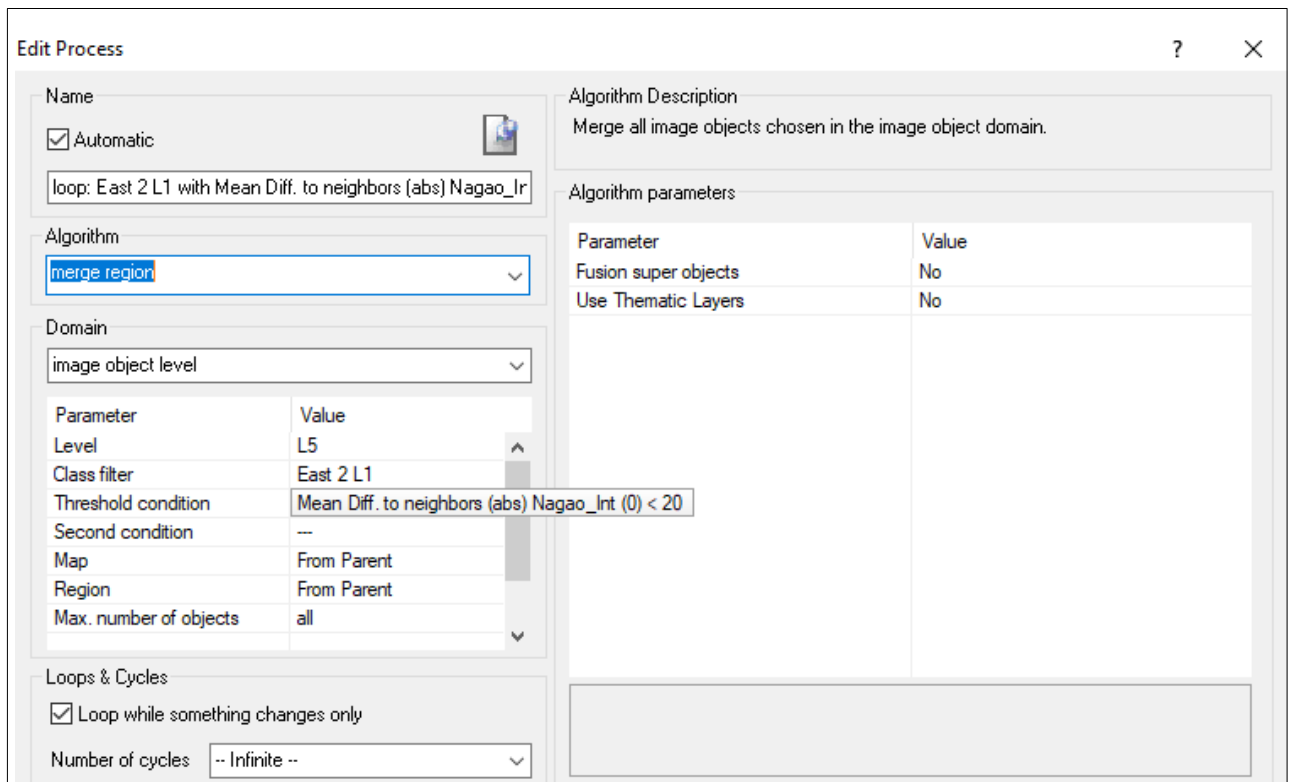 Edit Process
?
Name
Automatic
loop: East 2 L1 with Mean Diff. to neighbors (abs) Nagao_In
Algorithm
merge region
Domain
image object level
Parameter Value
Level L5
Class filter East 2 L1
Threshold condition Mean Diff. to neighbors (abs) Nagao_Int (0) < 20
Second condition ---
Map From Parent
Region From Parent
Max. number of objects all
Loops & Cycles
Loop while something changes only
Number of cycles -- Infinite --
Algorithm Description
Merge all image objects chosen in the image object domain.
Algorithm parameters
Parameter Value
Fusion super objects No
Use Thematic Layers No